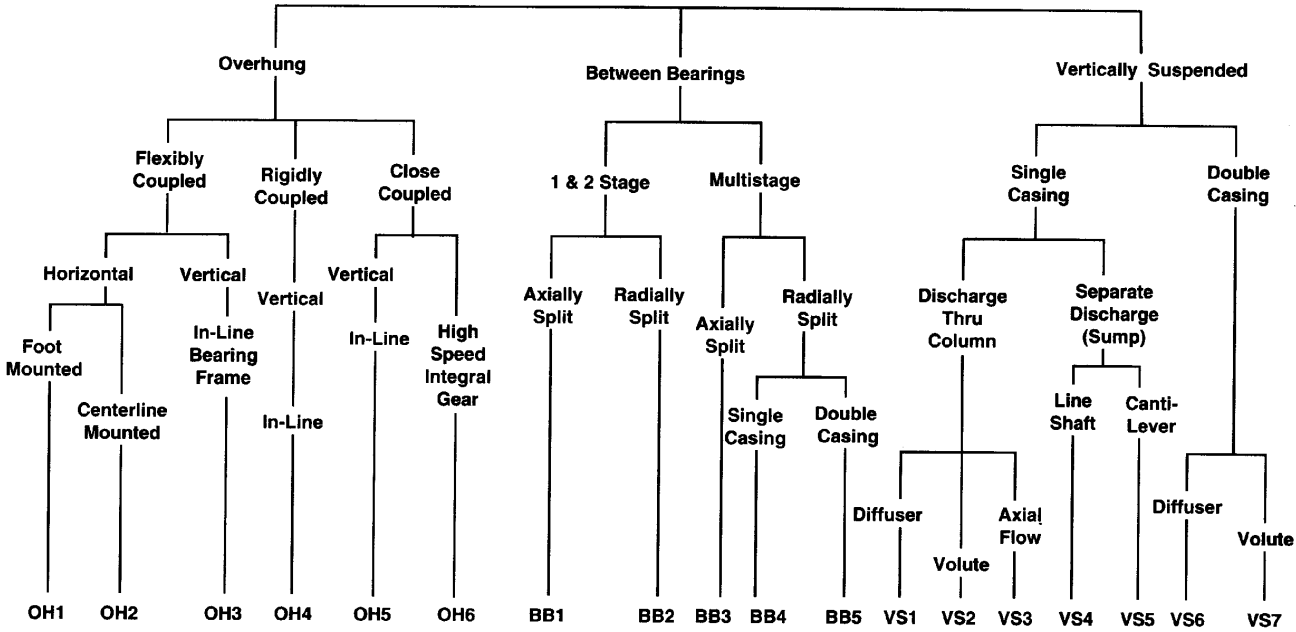 Overhung
Between Bearings
Vertically Suspended
Flexibly
Coupled
Rigidly
Coupled
Close
Coupled
1 & 2 Stage
Multistage
Single
Casing
Double
Casing
Horizontal
Vertical
Vertical
Vertical
Axially
Split
Radially
Split
Axially
Split
Radially
Split
Discharge
Thru
Column
Separate
Discharge
(Sump)
Foot
Mounted
Centerline
Mounted
In-Line
Bearing
Frame
In-Line
In-Line
High
Speed
Integral
Gear
Single
Casing
Double
Casing
Line
Shaft
Canti-
Lever
Diffuser
Volute
Axial
Flow
Diffuser
Volute
OH1
OH2
OH3
OH4
OH5
OH6
BB1
BB2
BB3
BB4
BB5
VS1
VS2
VS3
VS4
VS5
VS6
VS7